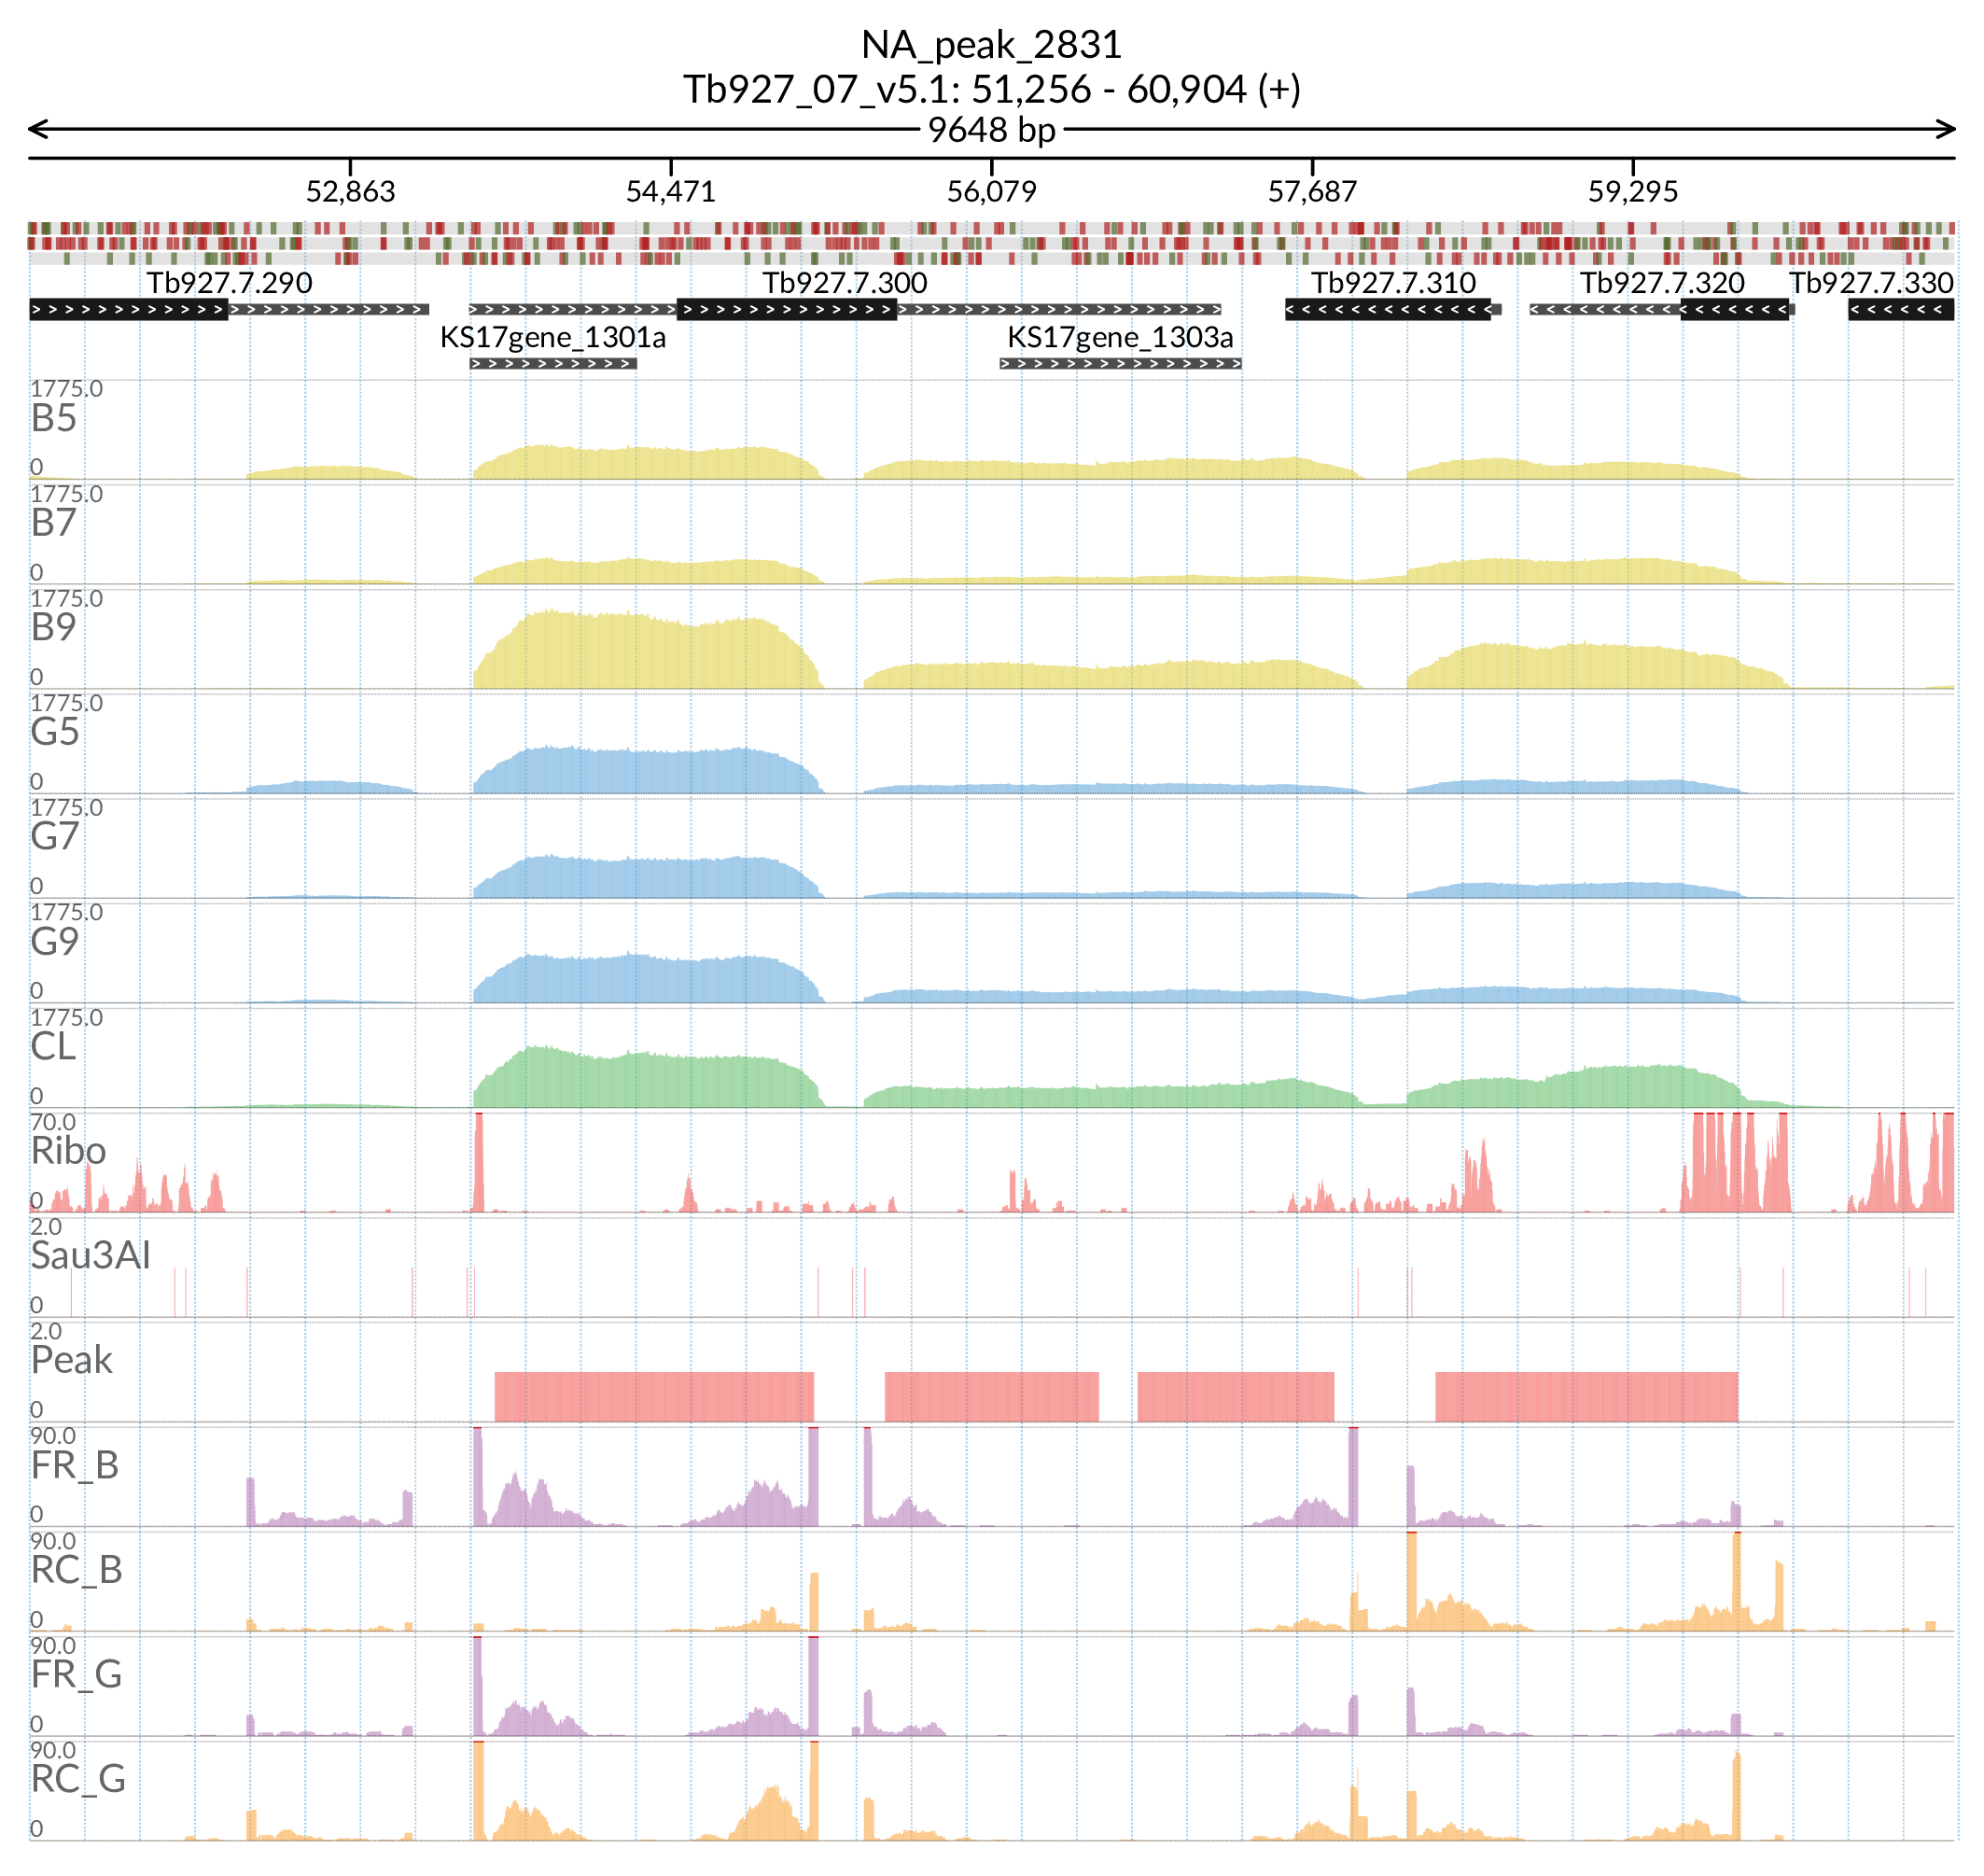 NA_peak_2831
Tb927_07_v5.1: 51,256 - 60,904 (+)
9648 bp
52,863 54,471 56,079 57,687 59,295
Tb927.7.290 Tb927.7.300 Tb927.7.310 Tb927.7.320 Tb927.7.330
KS17gene_1301a KS17gene_1303a
1775.0
B5
0
1775.0
B7
0
1775.0
B9
0
1775.0
G5
0
1775.0
G7
0
1775.0
G9
0
1775.0
CL
0
70.0
Ribo
0
2.0
Sau3AI
0
2.0
Peak
0
90.0
FR_B
0
90.0
RC_B
0
90.0
FR_G
0
90.0
RC_G
0